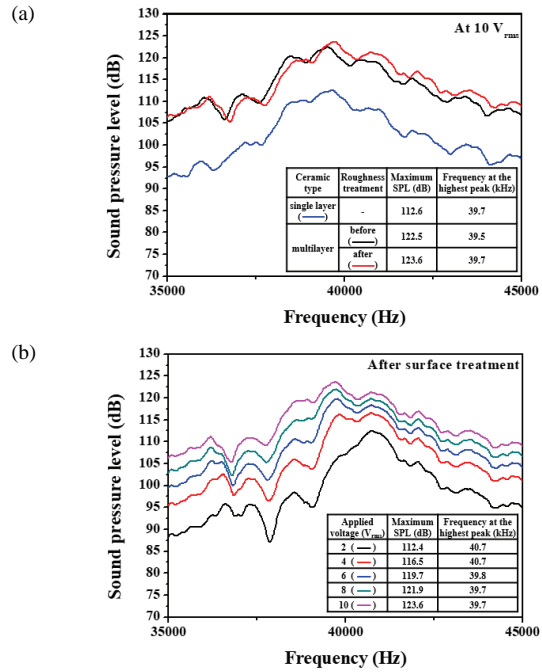 (a)
At 10 Vrms
Sound pressure level (dB)
130
125
120
115
110
105
100
95
90
85
80
75
70
Ceramic type Roughness treatment Maximum SPL (dB) Frequency at the highest peak (kHz)
single layer (—) - 112.6 39.7
multilayer before (—) 122.5 39.5
after (—) 123.6 39.7
35000 40000 45000
Frequency (Hz)
(b)
After surface treatment
Sound pressure level (dB)
130
125
120
115
110
105
100
95
90
85
80
75
70
Applied voltage (Vrms) Maximum SPL (dB) Frequency at the highest peak (kHz)
2 (—) 112.4 40.7
4 (—) 116.5 40.7
6 (—) 119.7 39.8
8 (—) 121.9 39.7
10 (—) 123.6 39.7
35000 40000 45000
Frequency (Hz)